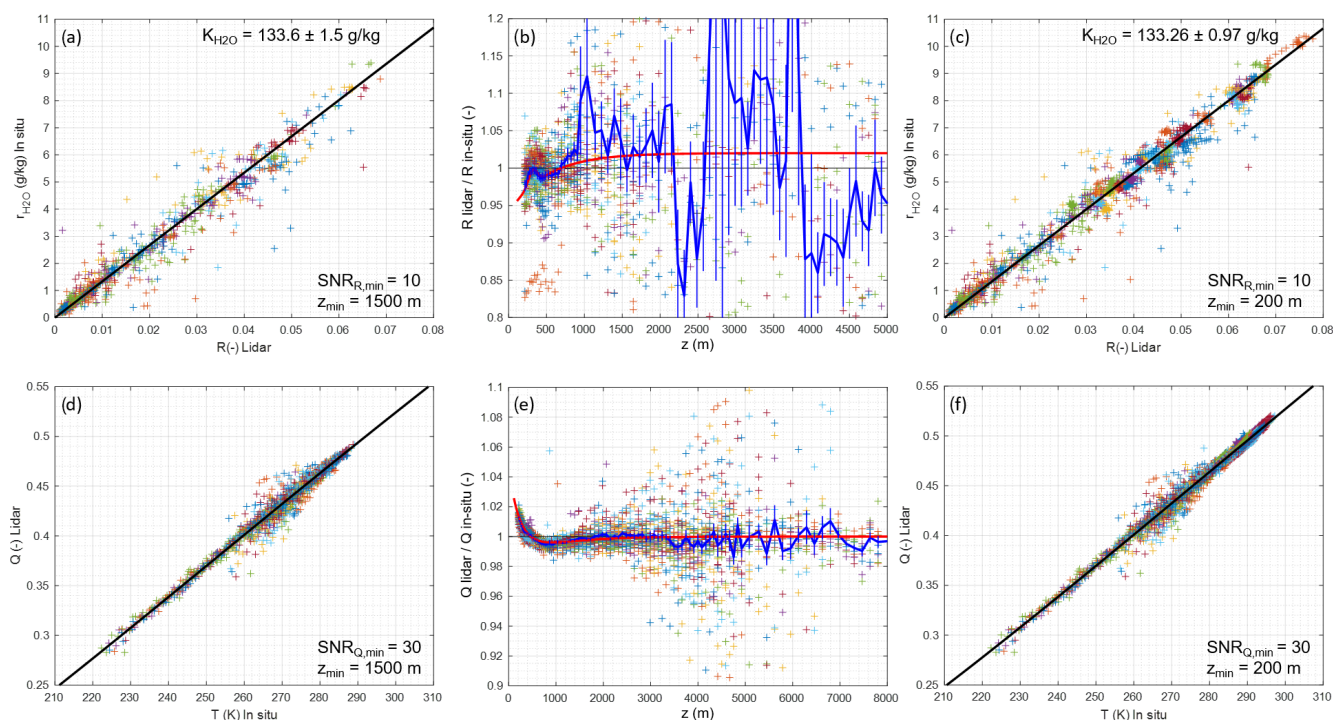 (a)
K_H2O = 133.6 ± 1.5 g/kg
11
10
9
8
7
6
5
4
3
2
1
0
r_H2O (g/kg) In situ
SNR_R,min = 10
z_min = 1500 m
0 0.01 0.02 0.03 0.04 0.05 0.06 0.07 0.08
R(-) Lidar
(b)
1.2
1.15
1.1
1.05
1
0.95
0.9
0.85
0.8
R lidar / R in-situ (-)
0 500 1000 1500 2000 2500 3000 3500 4000 4500 5000
z (m)
(c)
K_H2O = 133.26 ± 0.97 g/kg
11
10
9
8
7
6
5
4
3
2
1
0
r_H2O (g/kg) In situ
SNR_R,min = 10
z_min = 200 m
0 0.01 0.02 0.03 0.04 0.05 0.06 0.07 0.08
R(-) Lidar
(d)
0.55
0.5
0.45
0.4
0.35
0.3
0.25
Q (-) Lidar
SNR_Q,min = 30
z_min = 1500 m
210 220 230 240 250 260 270 280 290 300 310
T (K) In situ
(e)
1.1
1.08
1.06
1.04
1.02
1
0.98
0.96
0.94
0.92
0.9
Q lidar / Q in-situ (-)
0 1000 2000 3000 4000 5000 6000 7000 8000
z (m)
(f)
0.55
0.5
0.45
0.4
0.35
0.3
0.25
Q (-) Lidar
SNR_Q,min = 30
z_min = 200 m
210 220 230 240 250 260 270 280 290 300 310
T (K) In situ